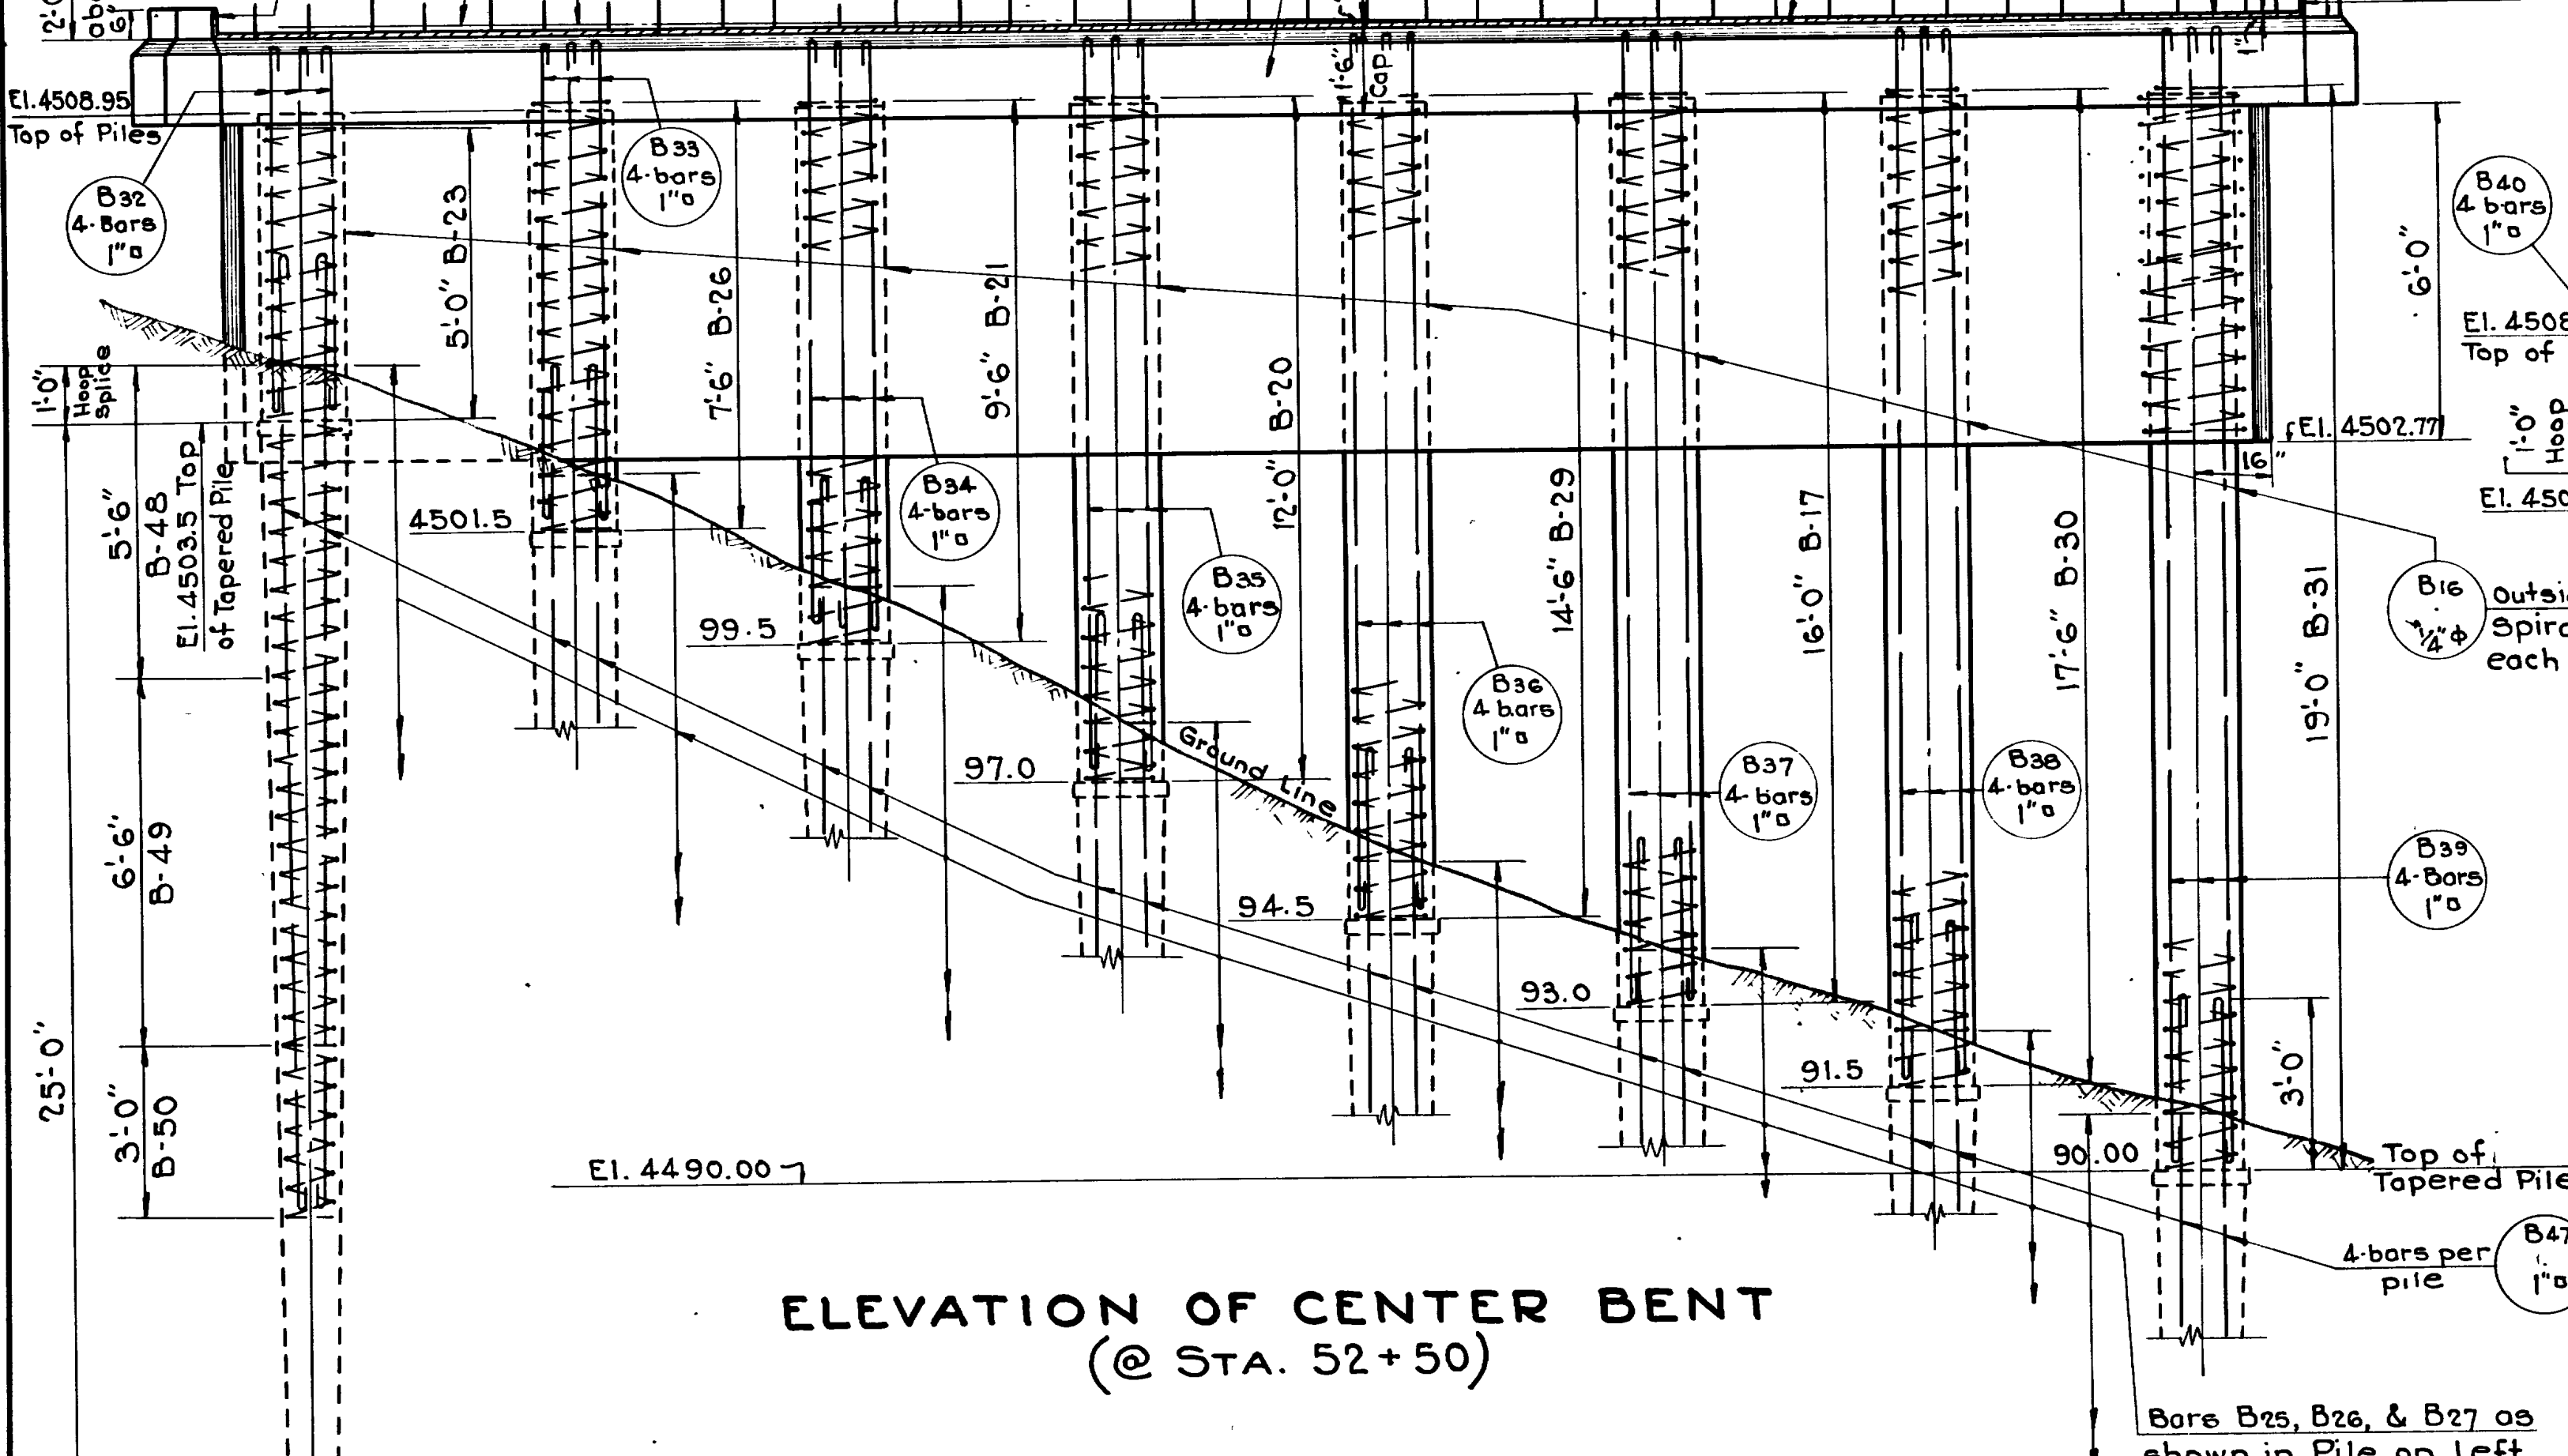 El. 4508.95
Top of Piles
B32
4-Bars
1"▫
B33
4-bars
1"▫
1'-6"
Cap
1"
5'-0" B-23
7'-6" B-26
9'-6" B-21
12'-0" B-20
14'-6" B-29
16'-0" B-17
17'-6" B-30
19'-0" B-31
6'-0"
B40
4 bars
1"▫
El. 4508
Top of
1'-0"
Hoop
El. 450
El. 4502.77
16"
1'-0"
Hoop
Splice
5'-6"
B-48
El. 4503.5 Top
of Tapered Pile
6'-6"
B-49
3'-0"
B-50
25'-0"
4501.5
99.5
97.0
94.5
93.0
91.5
90.00
B34
4-bars
1"▫
B35
4-bars
1"▫
B36
4 bars
1"▫
B37
4-bars
1"▫
B38
4-bars
1"▫
B39
4-Bars
1"▫
B16
1/4"ɸ
Spiro
each
Ground Line
3'-0"
Top of
Tapered Pile
El. 4490.00
4-bars per
pile
B47
1"▫
ELEVATION OF CENTER BENT
(@ STA. 52+50)
Bars B25, B26, & B27 as
shown in Pile on Left